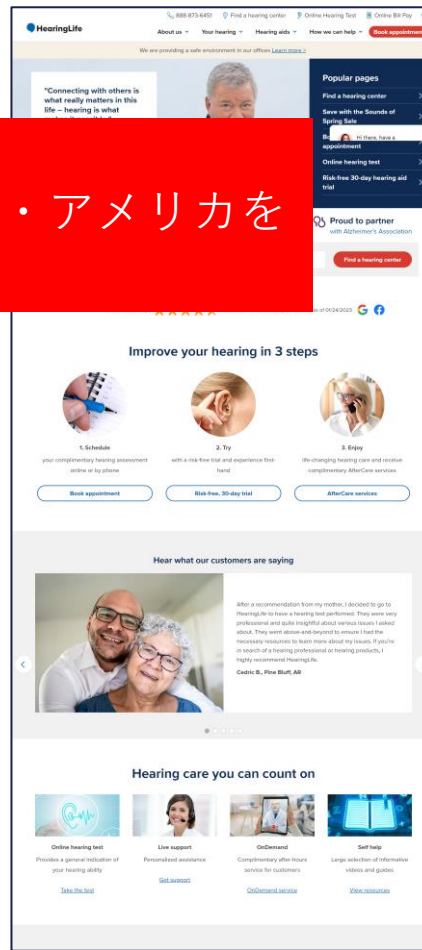 888-873-6451 Find a hearing center Online Hearing Test Online Bill Pay
HearingLife
About us Your hearing Hearing aids How we can help Book appointment
We are providing a safe environment in our offices Learn more >
"Connecting with others is
what really matters in this
life – hearing is what
Popular pages
Find a hearing center
Save with the Sounds of
Spring Sale
Hi there, have a
appointment
Online hearing test
Risk-free 30-day hearing aid
trial
・アメリカを
Proud to partner
with Alzheimer's Association
Find a hearing center
of 01/24/2023
Improve your hearing in 3 steps
1. Schedule
your complimentary hearing assessment
online or by phone
Book appointment
2. Try
with a risk-free trial and experience first-
hand
Risk-free, 30-day trial
3. Enjoy
life-changing hearing care and receive
complimentary AfterCare services
AfterCare services
Hear what our customers are saying
After a recommendation from my mother, I decided to go to
HearingLife to have a hearing test performed. They were very
professional and quite insightful about various issues I asked
about. They went above-and-beyond to ensure I had the
necessary resources to learn more about my issues. If you're
in search of a hearing professional or hearing products, I
highly recommend HearingLife.
Cedric B., Pine Bluff, AR
Hearing care you can count on
Online hearing test
Provides a general indication of
your hearing ability
Take the test
Live support
Personalized assistance
Get support
OnDemand
Complimentary after-hours
service for customers
OnDemand service
Self help
Large selection of informative
videos and guides
View resources